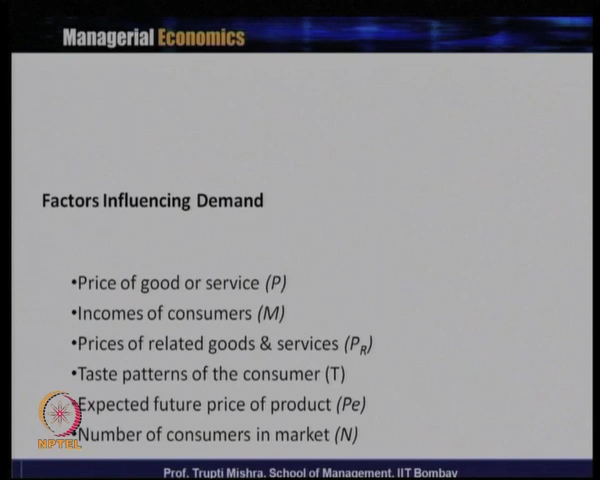 Managerial Economics
Factors Influencing Demand
•Price of good or service (P)
•Incomes of consumers (M)
•Prices of related goods & services (PR)
•Taste patterns of the consumer (T)
•Expected future price of product (Pe)
•Number of consumers in market (N)
NPTEL
Prof. Trupti Mishra, School of Management, IIT Bombay